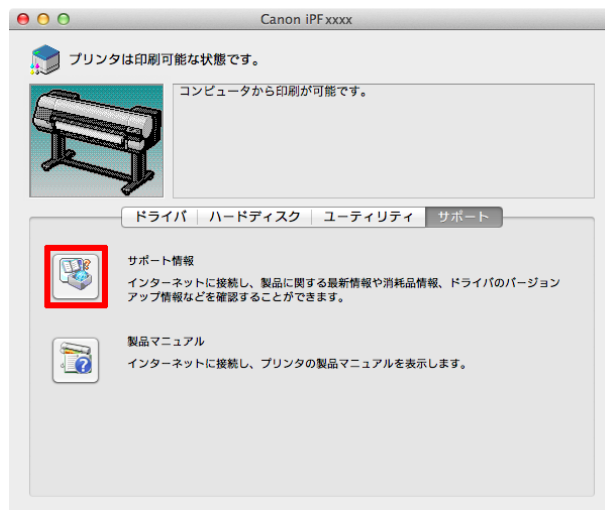 Canon iPFxxxx
プリンタは印刷可能な状態です。
コンピュータから印刷が可能です。
ドライバ ハードディスク ユーティリティ サポート
サポート情報
インターネットに接続し、製品に関する最新情報や消耗品情報、ドライバのバージョン
アップ情報などを確認することができます。
製品マニュアル
インターネットに接続し、プリンタの製品マニュアルを表示します。